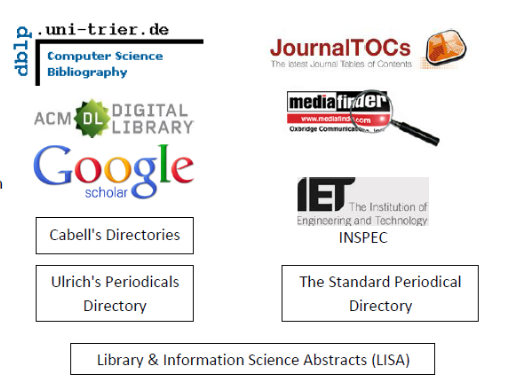 dblp .uni-trier.de
Computer Science
Bibliography
JournalTOCs
The latest Journal Tables of Contents
ACM DL DIGITAL
LIBRARY
mediafinder
www.mediafinder.com
Oxbridge Communications, Inc.
Google
scholar
IET The Institution of
Engineering and Technology
INSPEC
Cabell's Directories
Ulrich's Periodicals
Directory
The Standard Periodical
Directory
Library & Information Science Abstracts (LISA)